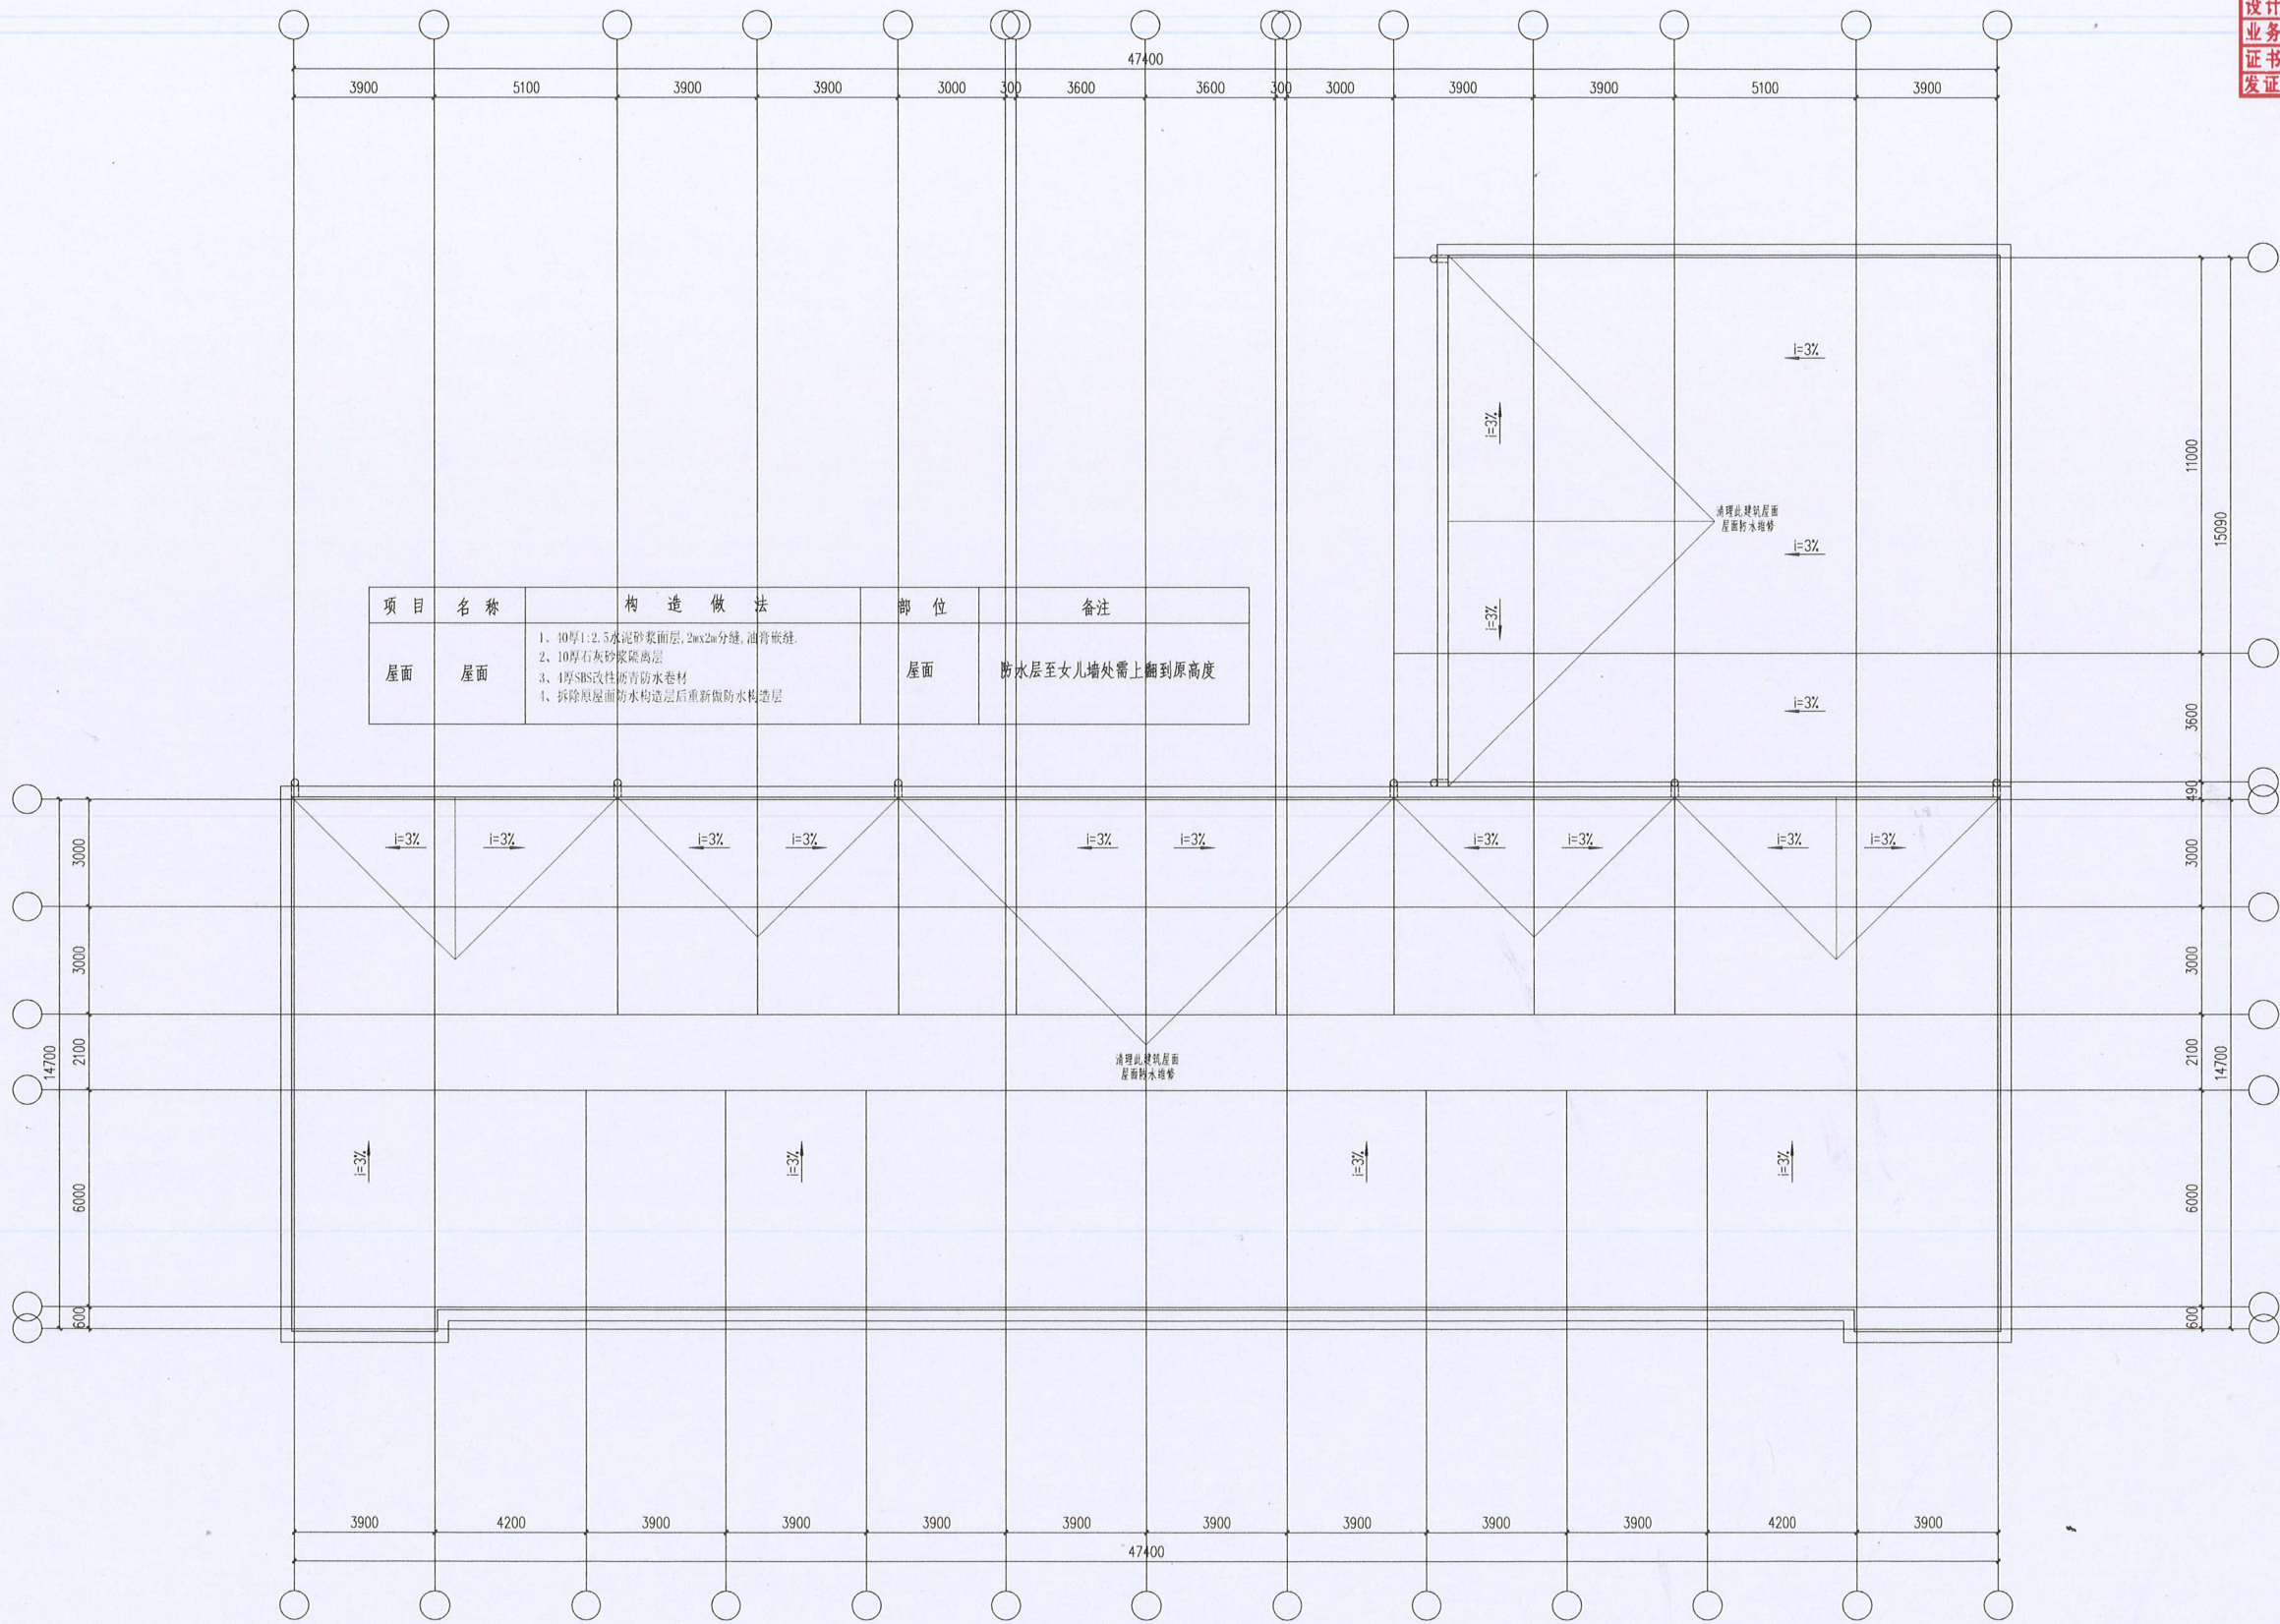 设计
业务
证书
发证
47400
3900 5100 3900 3900 3000 300 3600 3600 300 3000 3900 3900 5100 3900
i=3%
i=3%
11000
清理此建筑屋面
屋面防水维修
15090
i=3%
项 目 名 称 构 造 做 法 部 位 备注
1、40厚1:2.5水泥砂浆面层,2mx2m分缝,油膏嵌缝.
2、10厚石灰砂浆隔离层
屋面 屋面 屋面 防水层至女儿墙处需上翻到原高度
3、4厚SBS改性沥青防水卷材
4、拆除原屋面防水构造层后重新做防水构造层
i=3%
i=3%
3600
490
i=3% i=3% i=3% i=3% i=3% i=3% i=3% i=3% i=3% i=3%
3000 3000
3000 3000
2100 2100
14700 14700
清理此建筑屋面
屋面防水维修
i=3% i=3% i=3% i=3%
6000 6000
600 600
3900 4200 3900 3900 3900 3900 3900 3900 3900 3900 4200 3900
47400